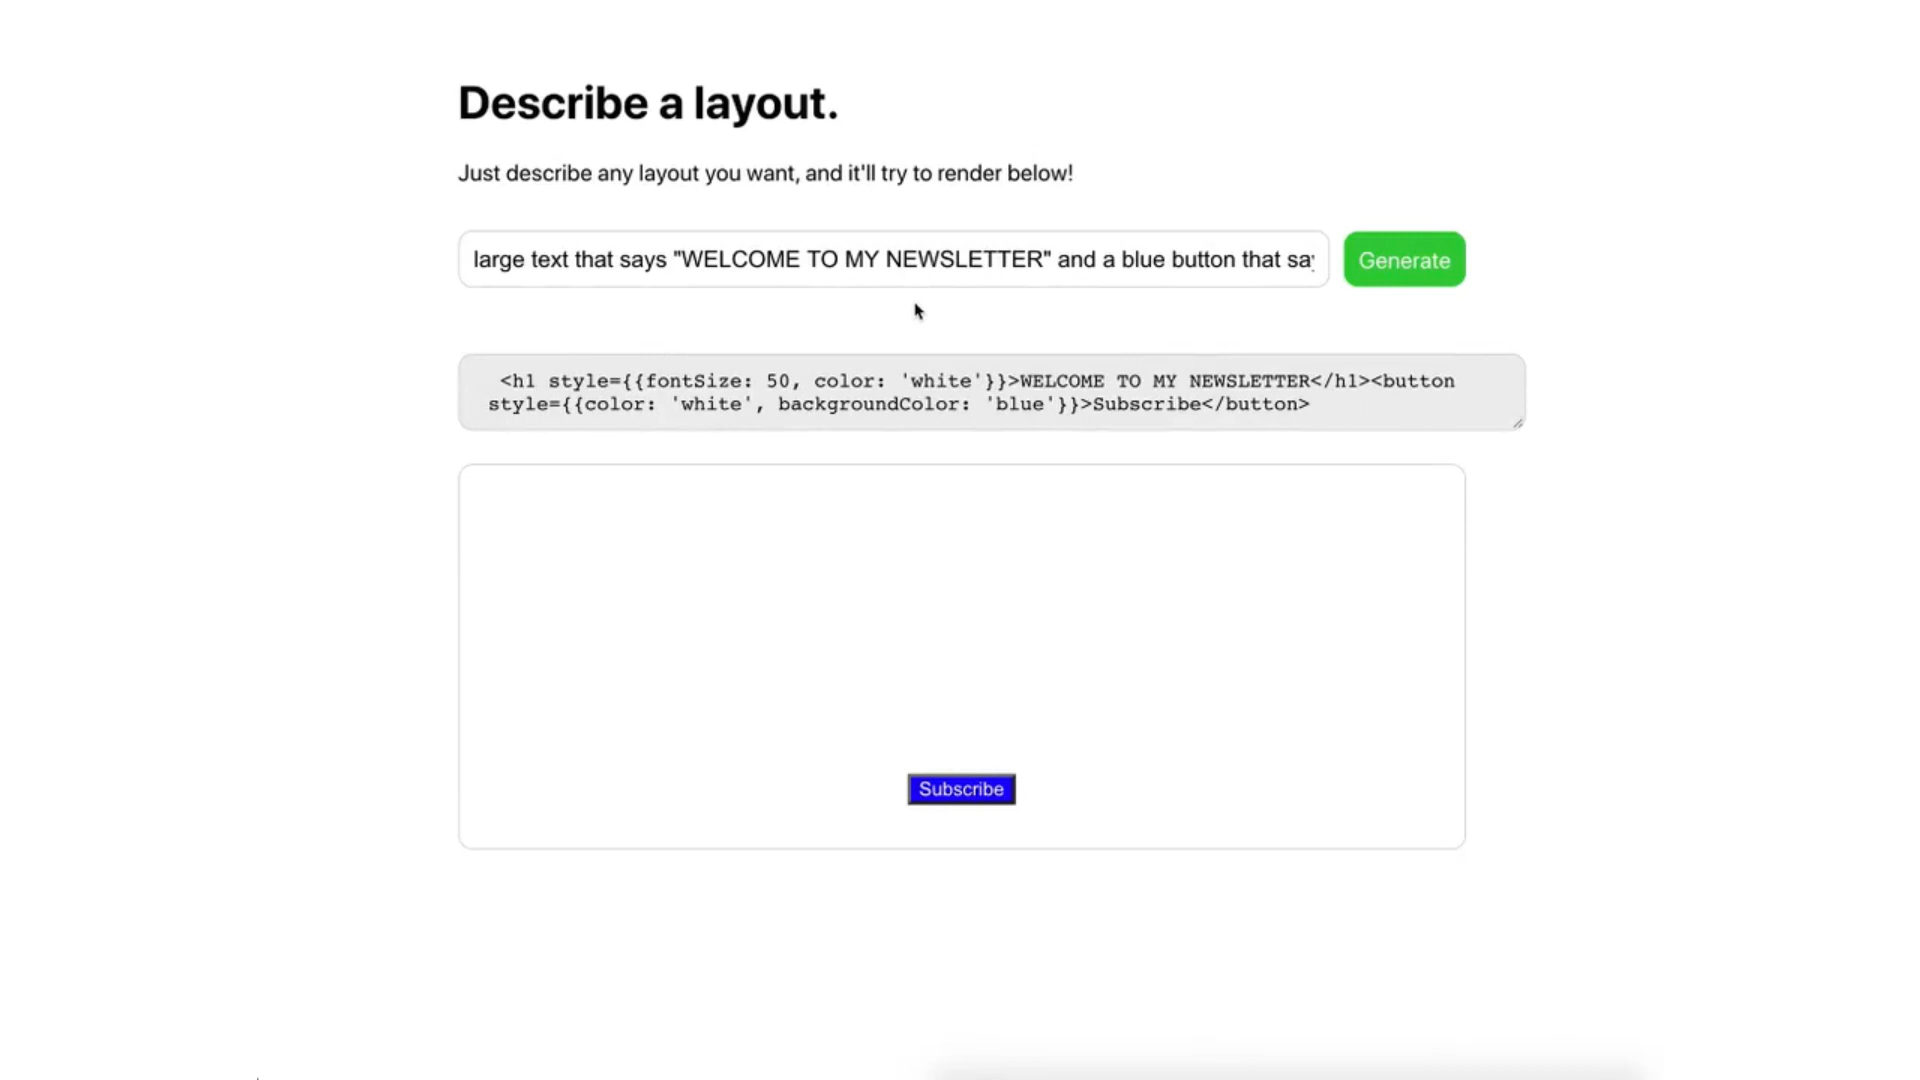 Describe a layout.
Just describe any layout you want, and it'll try to render below!
large text that says "WELCOME TO MY NEWSLETTER" and a blue button that say
Generate
<h1 style={{fontSize: 50, color: 'white'}}>WELCOME TO MY NEWSLETTER</h1><button
style={{color: 'white', backgroundColor: 'blue'}}>Subscribe</button>
Subscribe